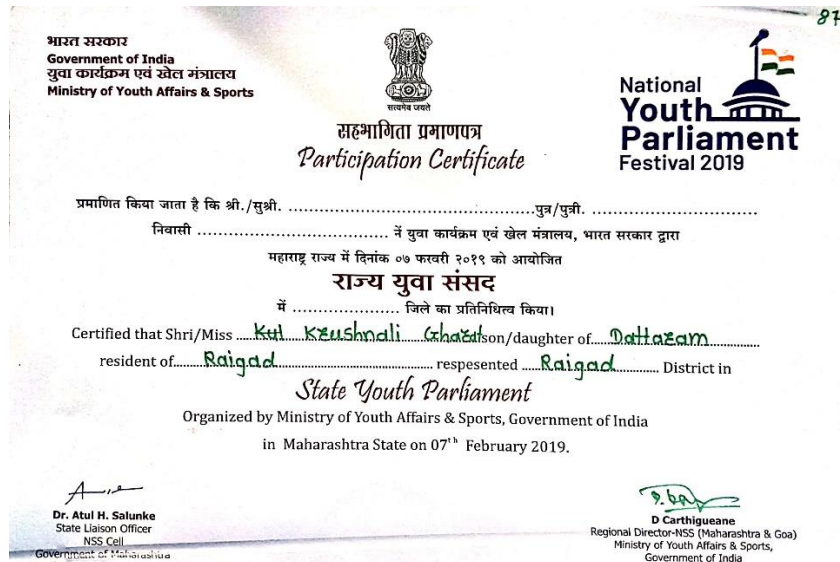 87
भारत सरकार
Government of India
युवा कार्यक्रम एवं खेल मंत्रालय
Ministry of Youth Affairs & Sports
सत्यमेव जयते
National
Youth
Parliament
Festival 2019
सहभागिता प्रमाणपत्र
Participation Certificate
प्रमाणित किया जाता है कि श्री./सुश्री. ......................................................पुत्र/पुत्री. ....................................
निवासी ........................................ नें युवा कार्यक्रम एवं खेल मंत्रालय, भारत सरकार द्वारा
महाराष्ट्र राज्य में दिनांक ०७ फरवरी २०१९ को आयोजित
राज्य युवा संसद
में .................... जिले का प्रतिनिधित्व किया।
Certified that Shri/Miss ..... Krushnali .....son/daughter of.....Dattaram..........
resident of.......Raigad................................... respesented .....Raigad............ District in
State Youth Parliament
Organized by Ministry of Youth Affairs & Sports, Government of India
in Maharashtra State on 07th February 2019.
Dr. Atul H. Salunke
State Liaison Officer
NSS Cell
Government of Maharashtra
D Carthigueane
Regional Director-NSS (Maharashtra & Goa)
Ministry of Youth Affairs & Sports,
Government of India